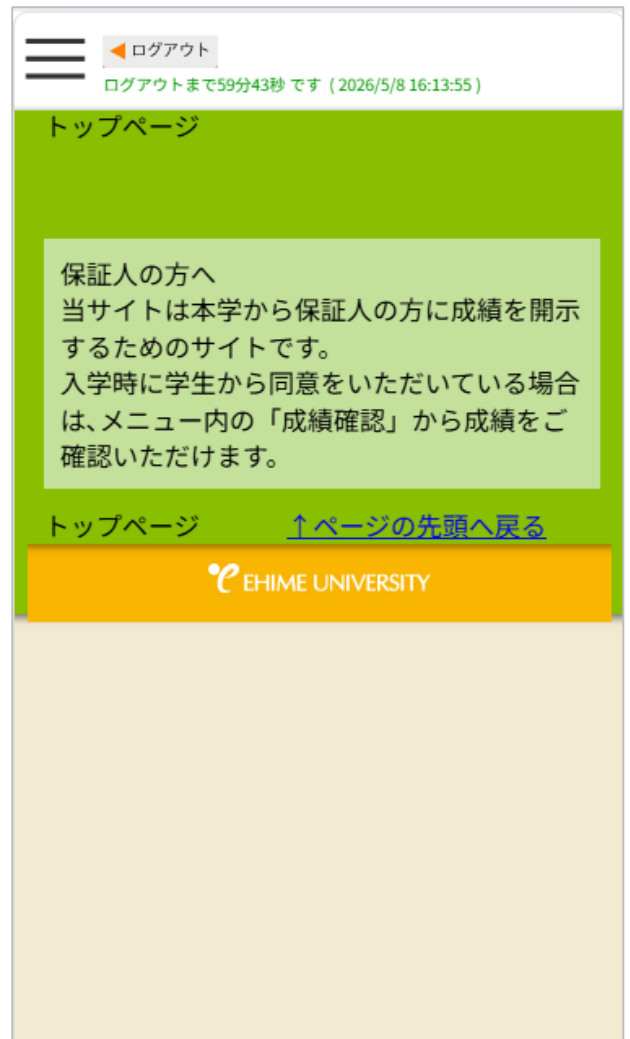 ログアウト
ログアウトまで59分43秒 です ( 2026/5/8 16:13:55 )
トップページ
保証人の方へ
当サイトは本学から保証人の方に成績を開示
するためのサイトです。
入学時に学生から同意をいただいている場合
は、メニュー内の「成績確認」から成績をご
確認いただけます。
トップページ ↑ページの先頭へ戻る
EHIME UNIVERSITY